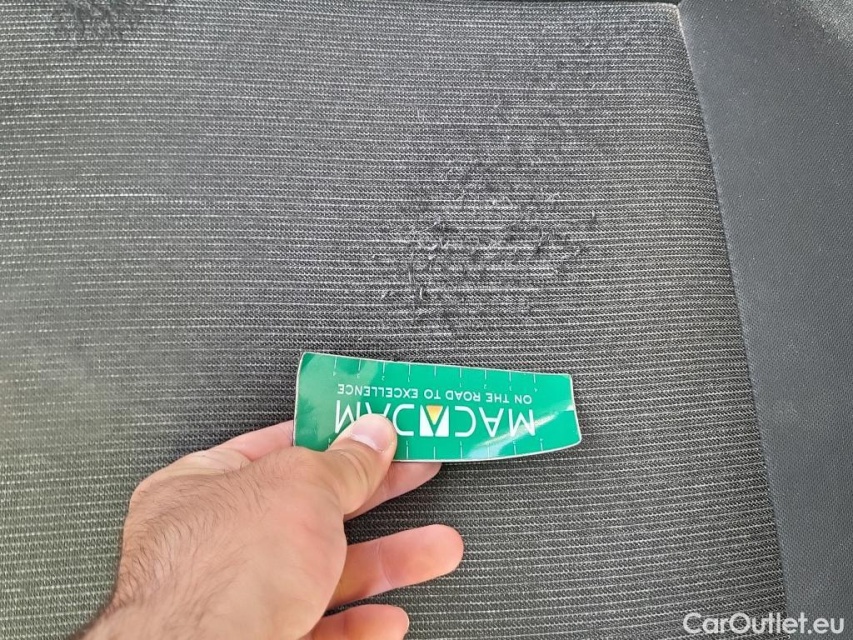 MACADAM
ON THE ROAD TO EXCELLENCE
CarOutlet.eu